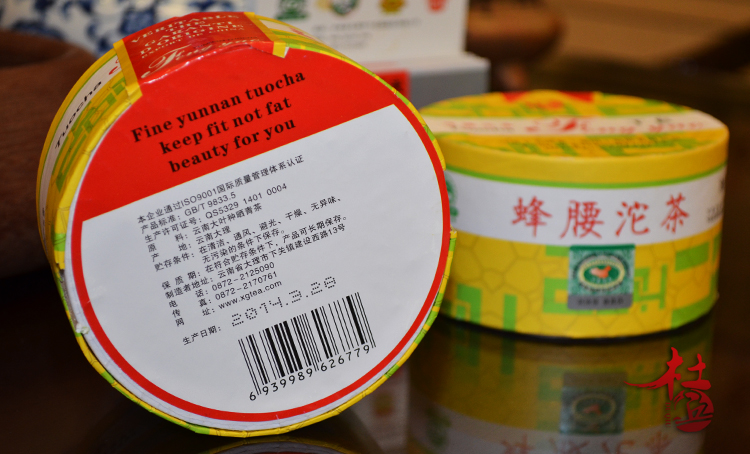 VERITABLE
Tuocha
Fine yunnan tuocha
keep fit not fat
beauty for you
本企业通过ISO9001国际质量管理体系认证
产品标准：GB/T9833.5
生产许可证号：QS5329 1401 0004
原 料：云南大叶种晒青茶
产 地：云南大理
贮存条件：在清洁、通风、避光、干燥、无异味、
无污染的条件下保存。
保 质 期：在符合贮存条件下，产品可长期保存。
制造者地址：云南省大理市下关镇建设西路13号
电 话：0872-2125090
传 真：0872-2170761
网 址：www.xgtea.com
生产日期：2014.3.29
6 939989 626779
蜂腰沱茶